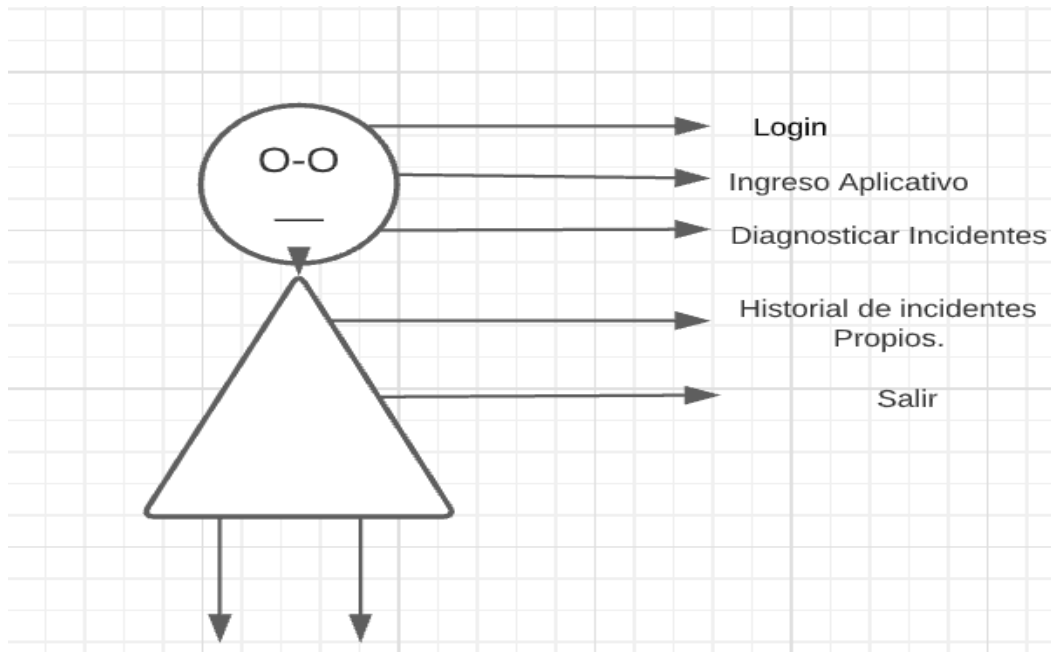 Login
O-O
Ingreso Aplicativo
Diagnosticar Incidentes
Historial de incidentes
Propios.
Salir